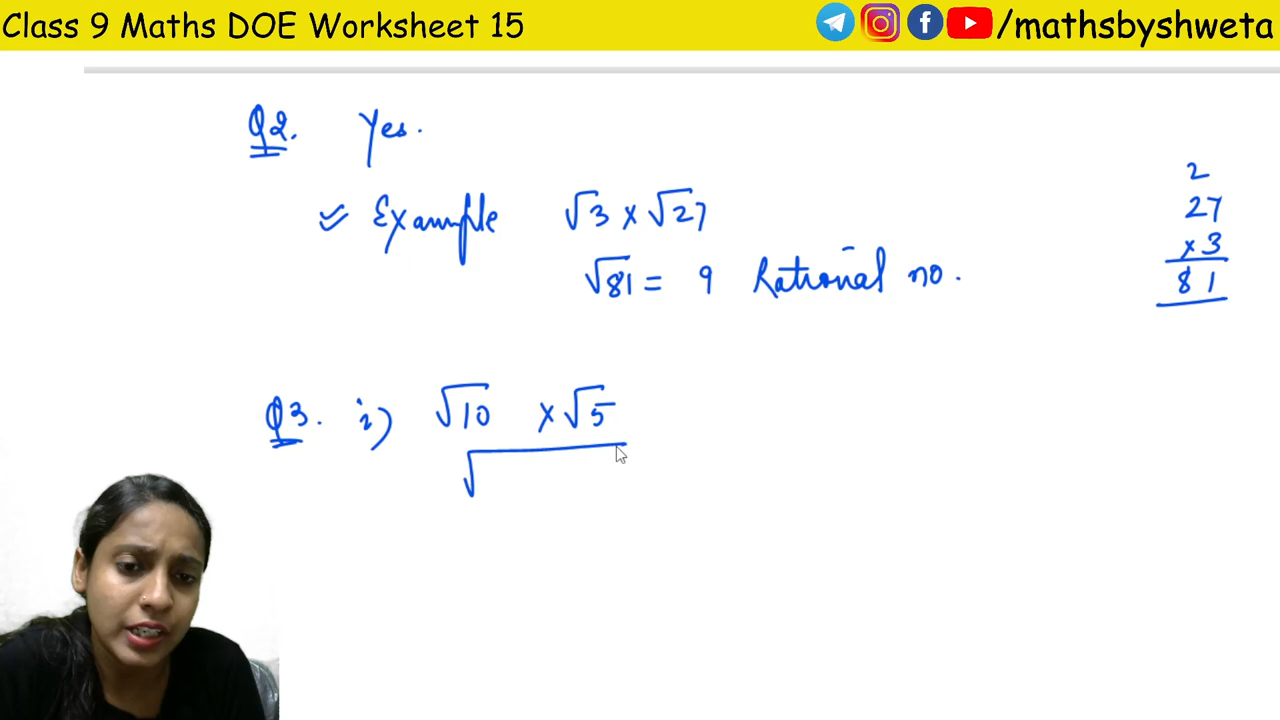 Class 9 Maths DOE Worksheet 15
/mathsbyshweta
Q2. Yes.
Example √3 x √27
√81 = 9 Rational no.
2
27
x3
81
Q3. i) √10 x √5
√